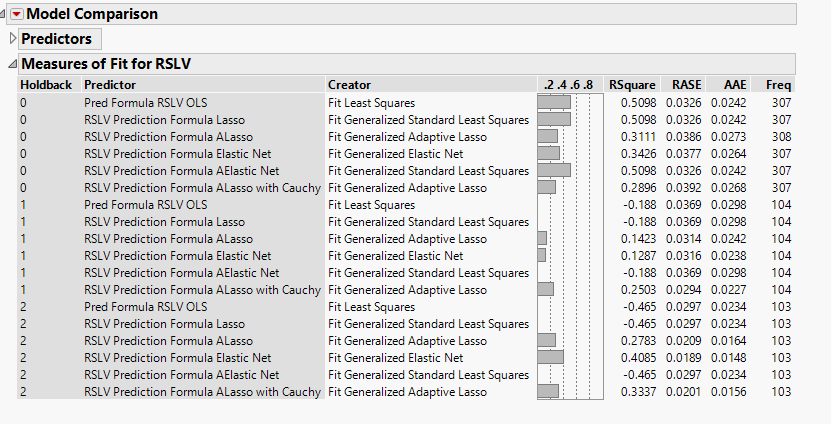 Model Comparison
Predictors
Measures of Fit for RSLV
Holdback Predictor Creator .2 .4 .6 .8 RSquare RASE AAE Freq
0 Pred Formula RSLV OLS Fit Least Squares 0.5098 0.0326 0.0242 307
0 RSLV Prediction Formula Lasso Fit Generalized Standard Least Squares 0.5098 0.0326 0.0242 307
0 RSLV Prediction Formula ALasso Fit Generalized Adaptive Lasso 0.3111 0.0386 0.0273 308
0 RSLV Prediction Formula Elastic Net Fit Generalized Elastic Net 0.3426 0.0377 0.0264 307
0 RSLV Prediction Formula AElastic Net Fit Generalized Standard Least Squares 0.5098 0.0326 0.0242 307
0 RSLV Prediction Formula ALasso with Cauchy Fit Generalized Adaptive Lasso 0.2896 0.0392 0.0268 307
1 Pred Formula RSLV OLS Fit Least Squares -0.188 0.0369 0.0298 104
1 RSLV Prediction Formula Lasso Fit Generalized Standard Least Squares -0.188 0.0369 0.0298 104
1 RSLV Prediction Formula ALasso Fit Generalized Adaptive Lasso 0.1423 0.0314 0.0242 104
1 RSLV Prediction Formula Elastic Net Fit Generalized Elastic Net 0.1287 0.0316 0.0238 104
1 RSLV Prediction Formula AElastic Net Fit Generalized Standard Least Squares -0.188 0.0369 0.0298 104
1 RSLV Prediction Formula ALasso with Cauchy Fit Generalized Adaptive Lasso 0.2503 0.0294 0.0227 104
2 Pred Formula RSLV OLS Fit Least Squares -0.465 0.0297 0.0234 103
2 RSLV Prediction Formula Lasso Fit Generalized Standard Least Squares -0.465 0.0297 0.0234 103
2 RSLV Prediction Formula ALasso Fit Generalized Adaptive Lasso 0.2783 0.0209 0.0164 103
2 RSLV Prediction Formula Elastic Net Fit Generalized Elastic Net 0.4085 0.0189 0.0148 103
2 RSLV Prediction Formula AElastic Net Fit Generalized Standard Least Squares -0.465 0.0297 0.0234 103
2 RSLV Prediction Formula ALasso with Cauchy Fit Generalized Adaptive Lasso 0.3337 0.0201 0.0156 103